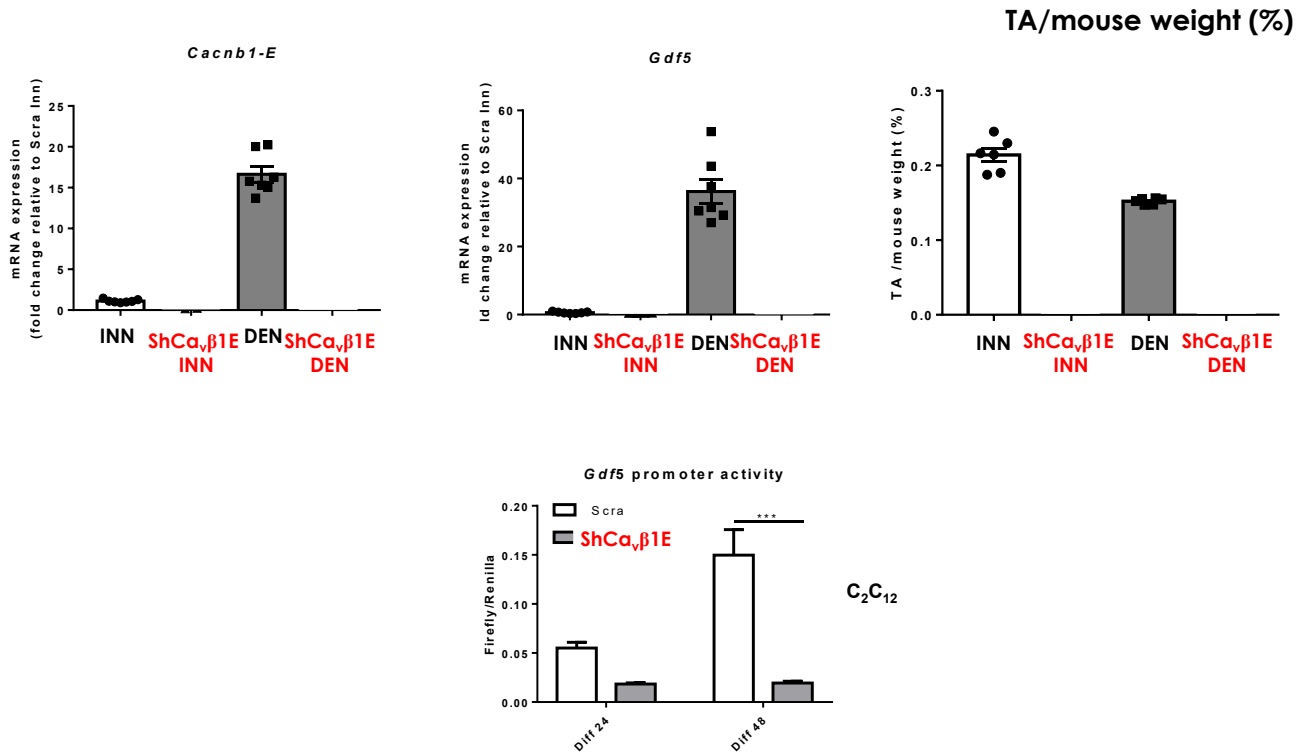 TA/mouse weight (%)
Cacnb1-E
mRNA expression
(fold change relative to Scra Inn)
25
20
15
10
5
0
INN
ShCavβ1E
INN
DEN
ShCavβ1E
DEN
Gdf5
mRNA expression
ld change relative to Scra Inn)
60
40
20
0
INN
ShCavβ1E
INN
DEN
ShCavβ1E
DEN
TA /mouse weight (%)
0.3
0.2
0.1
0.0
INN
ShCavβ1E
INN
DEN
ShCavβ1E
DEN
Gdf5 promoter activity
Firefly/Renilla
0.20
0.15
0.10
0.05
0.00
Scra
ShCavβ1E
***
Diff 24
Diff 48
C2C12